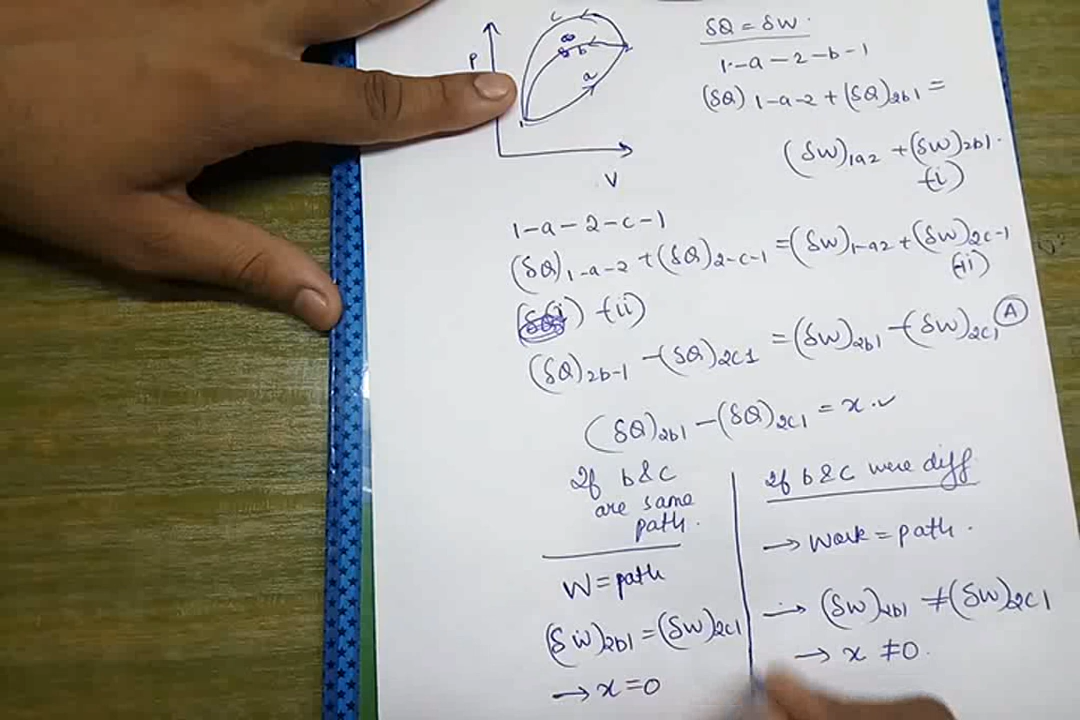 P
c
b
a
1
2
V
δQ = δW
1-a-2-b-1
(δQ) 1-a-2 + (δQ)2b1 =
(δW)1a2 + (δW)2b1.
-(i)
1-a-2-c-1
(δQ)1-a-2 + (δQ)2-c-1 = (δW)1-a2 + (δW)2c-1
-(ii)
(i) -(ii)
(δQ)2b-1 - (δQ)2c1 = (δW)2b1 - (δW)2c1 A
(δQ)2b1 - (δQ)2c1 = x.
If b & c
are same
path.
W = path
(δW)2b1 = (δW)2c1
→ x = 0
If b & c were diff.
→ Work = path.
→ (δW)2b1 ≠ (δW)2c1
→ x ≠ 0.